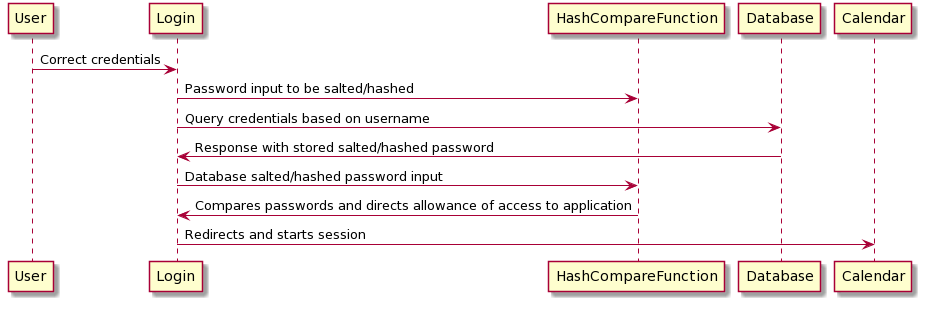 User Login HashCompareFunction Database Calendar
Correct credentials
Password input to be salted/hashed
Query credentials based on username
Response with stored salted/hashed password
Database salted/hashed password input
Compares passwords and directs allowance of access to application
Redirects and starts session
User Login HashCompareFunction Database Calendar